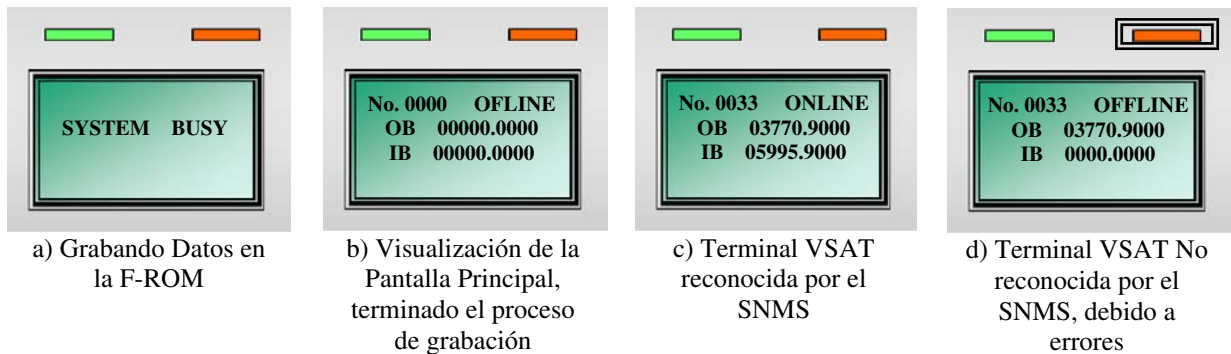 SYSTEM BUSY
a) Grabando Datos en
la F-ROM
No. 0000 OFLINE
OB 00000.0000
IB 00000.0000
b) Visualización de la
Pantalla Principal,
terminado el proceso
de grabación
No. 0033 ONLINE
OB 03770.9000
IB 05995.9000
c) Terminal VSAT
reconocida por el
SNMS
No. 0033 OFFLINE
OB 03770.9000
IB 0000.0000
d) Terminal VSAT No
reconocida por el
SNMS, debido a
errores